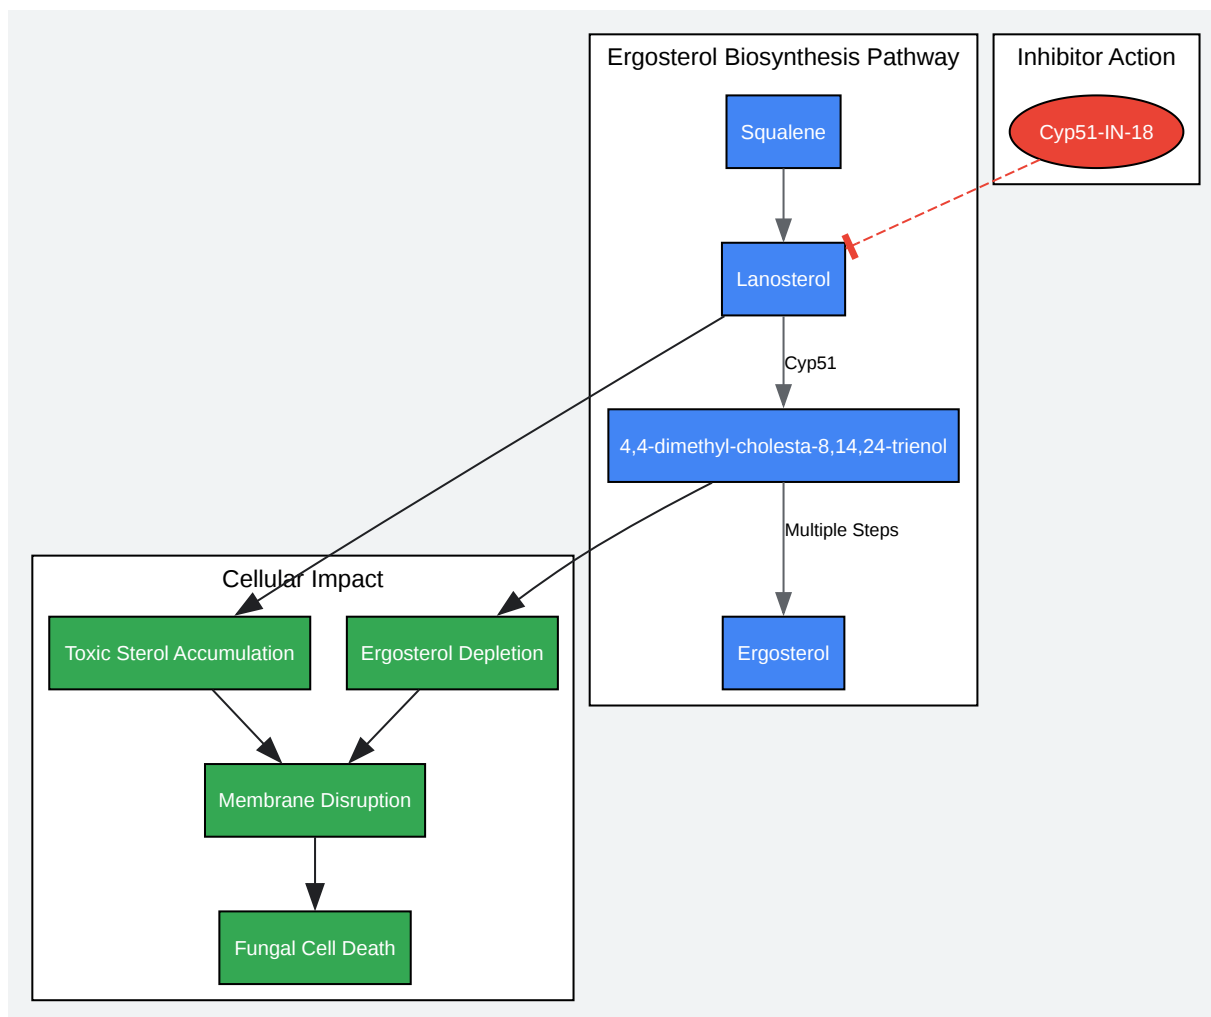 Ergosterol Biosynthesis Pathway
Inhibitor Action
Squalene
Cyp51-IN-18
Lanosterol
Cyp51
4,4-dimethyl-cholesta-8,14,24-trienol
Multiple Steps
Ergosterol
Cellular Impact
Toxic Sterol Accumulation
Ergosterol Depletion
Membrane Disruption
Fungal Cell Death